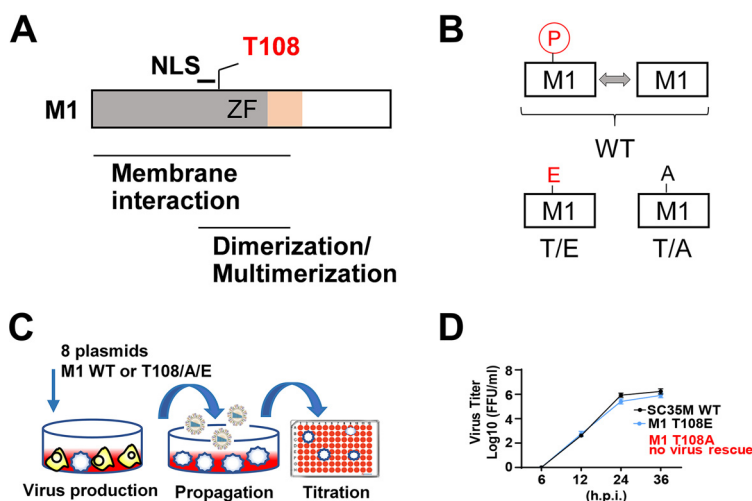 A
T108
NLS
M1
ZF
Membrane
interaction
Dimerization/
Multimerization
B
P
M1
M1
WT
E
A
M1
M1
T/E
T/A
C
8 plasmids
M1 WT or T108/A/E
Virus production
Propagation
Titration
D
Virus Titer
Log10 (FFU/ml)
8
6
4
2
0
6
12
24
36
(h.p.i.)
SC35M WT
M1 T108E
M1 T108A
no virus rescue